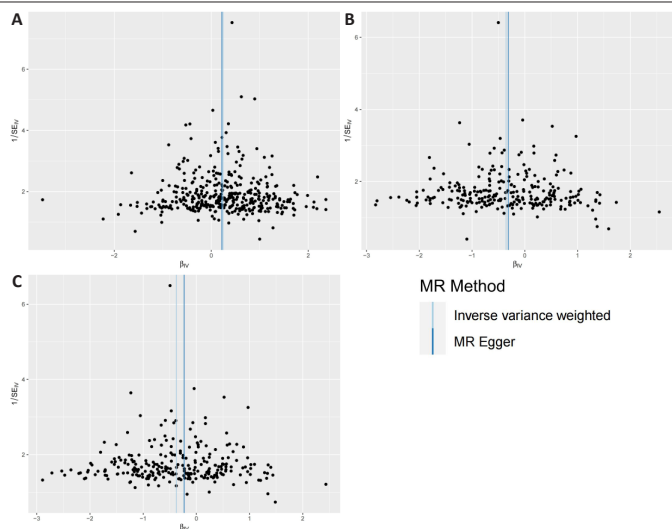 A
6
4
2
1/SE_IV
−2
0
2
β_IV
B
6
4
2
1/SE_IV
−3
−2
−1
0
1
2
β_IV
C
6
4
2
1/SE_IV
−3
−2
−1
0
1
2
β_IV
MR Method
Inverse variance weighted
MR Egger